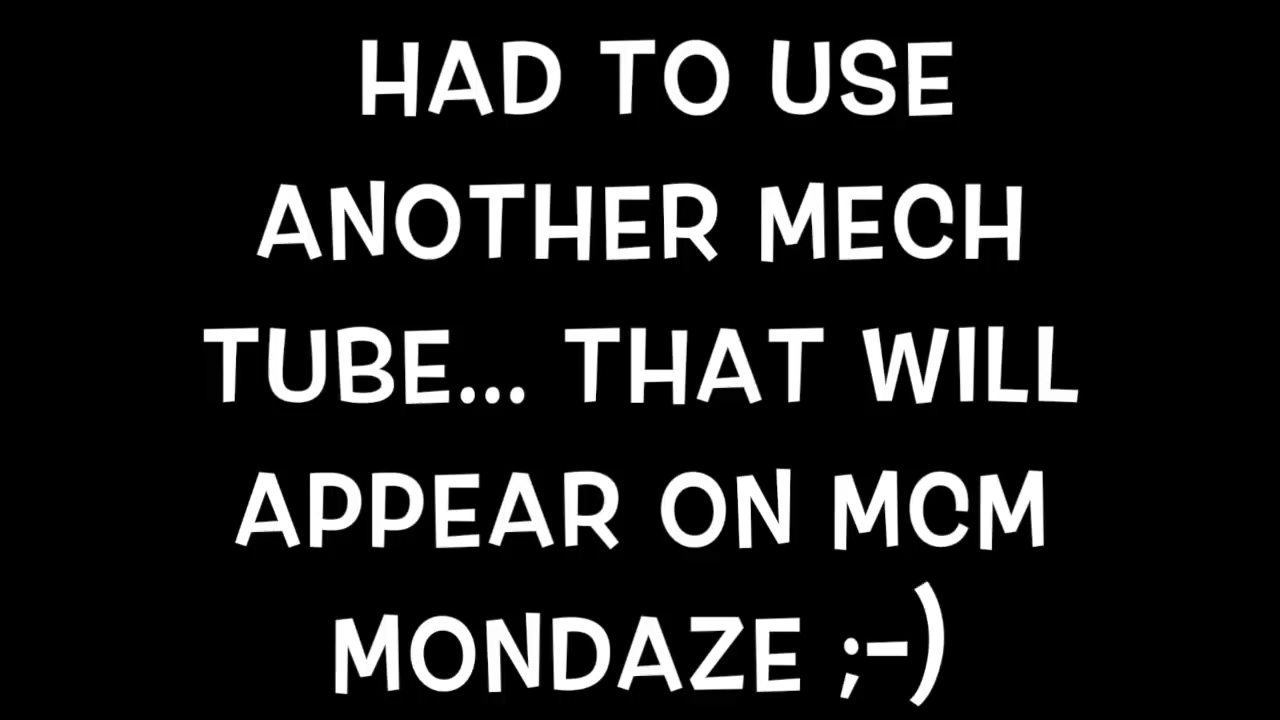 HAD TO USE
ANOTHER MECH
TUBE... THAT WILL
APPEAR ON MCM
MONDAZE ;-)